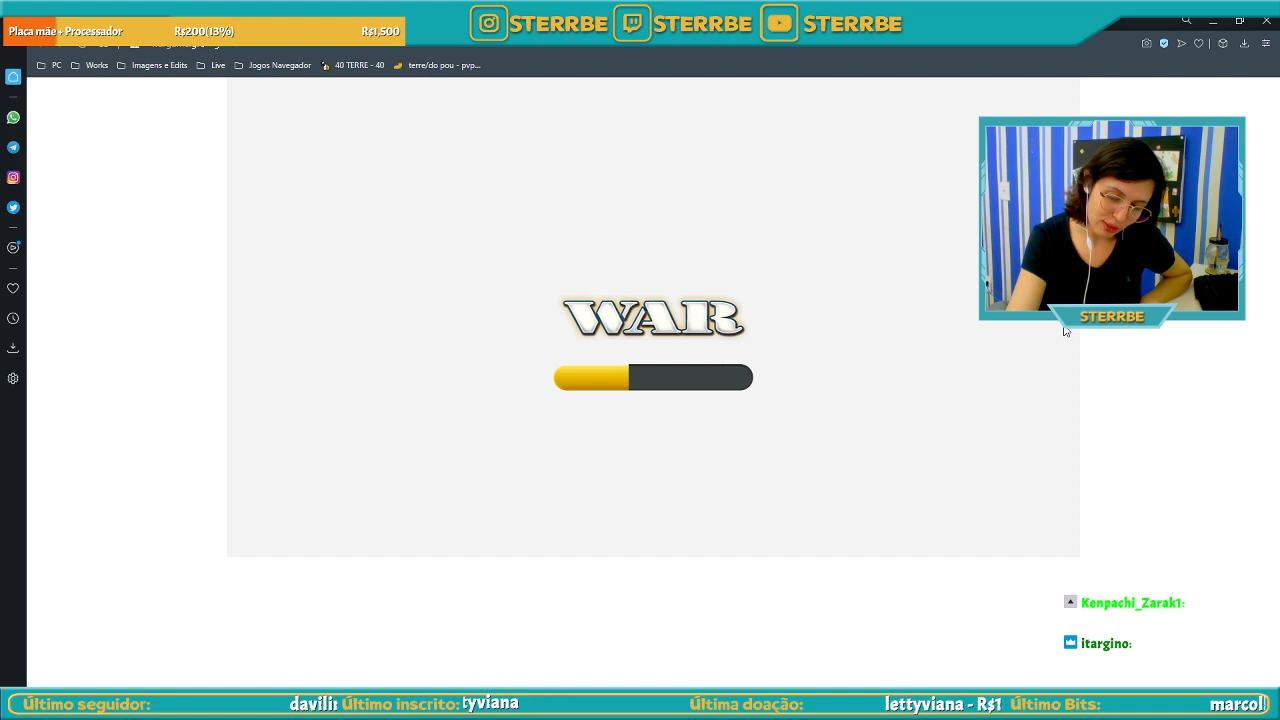 STERRBE STERRBE STERRBE
Placa mãe + Processador R$200(13%) R$1,500
PC Works Imagens e Edits Live Jogos Navegador 40 TERRE - 40 terre/do pou - pvp...
WAR
STERRBE
Kenpachi_Zarak1:
itargino:
Último seguidor: davilis Último inscrito: tyviana Última doação: lettyviana - R$1 Último Bits: marcol